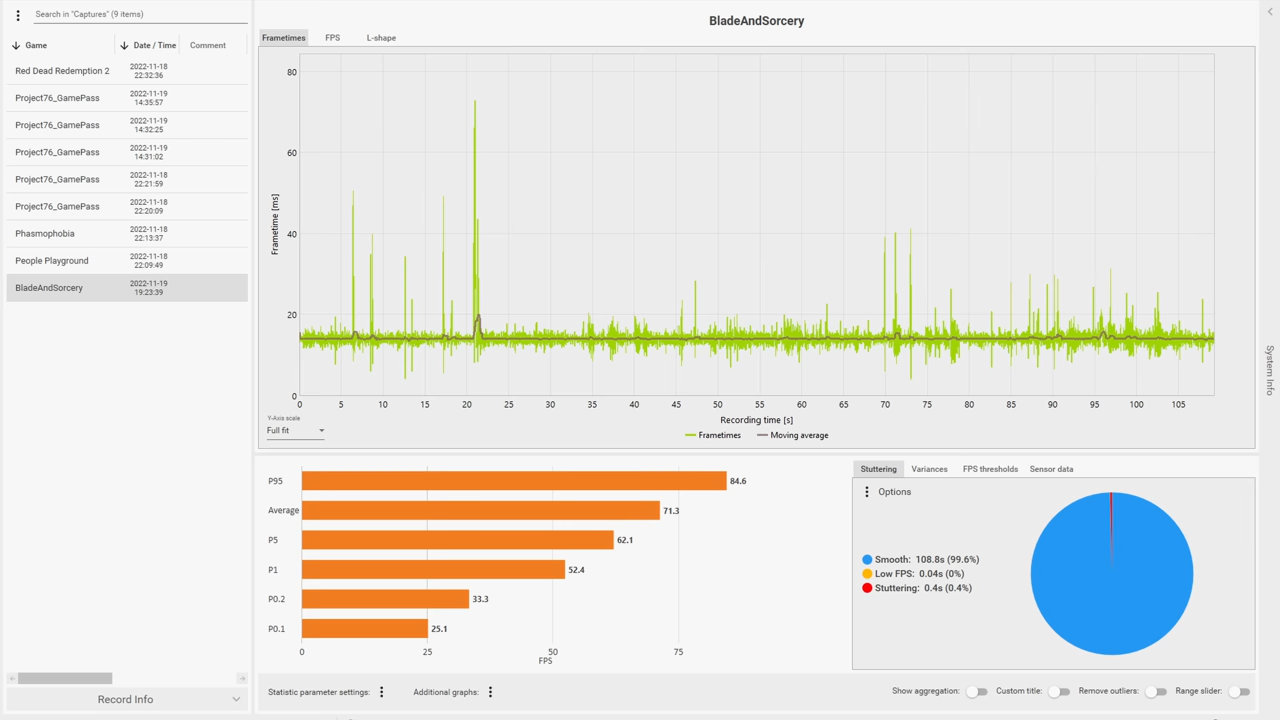 Search in "Captures" (9 items)
Game Date / Time Comment
Red Dead Redemption 2 2022-11-18 22:32:36
Project76_GamePass 2022-11-19 14:35:57
Project76_GamePass 2022-11-19 14:32:25
Project76_GamePass 2022-11-19 14:31:02
Project76_GamePass 2022-11-18 22:21:59
Project76_GamePass 2022-11-18 22:20:09
Phasmophobia 2022-11-18 22:13:37
People Playground 2022-11-18 22:09:49
BladeAndSorcery 2022-11-19 19:23:39
Record Info
BladeAndSorcery
Frametimes FPS L-shape
Frametime [ms]
80
60
40
20
0
0 5 10 15 20 25 30 35 40 45 50 55 60 65 70 75 80 85 90 95 100 105
Recording time [s]
Y-Axis scale
Full fit
Frametimes Moving average
P95 84.6
Average 71.3
P5 62.1
P1 52.4
P0.2 33.3
P0.1 25.1
0 25 50 75
FPS
Stuttering Variances FPS thresholds Sensor data
Options
Smooth: 108.8s (99.6%)
Low FPS: 0.04s (0%)
Stuttering: 0.4s (0.4%)
Statistic parameter settings: Additional graphs: Show aggregation: Custom title: Remove outliers: Range slider:
System Info